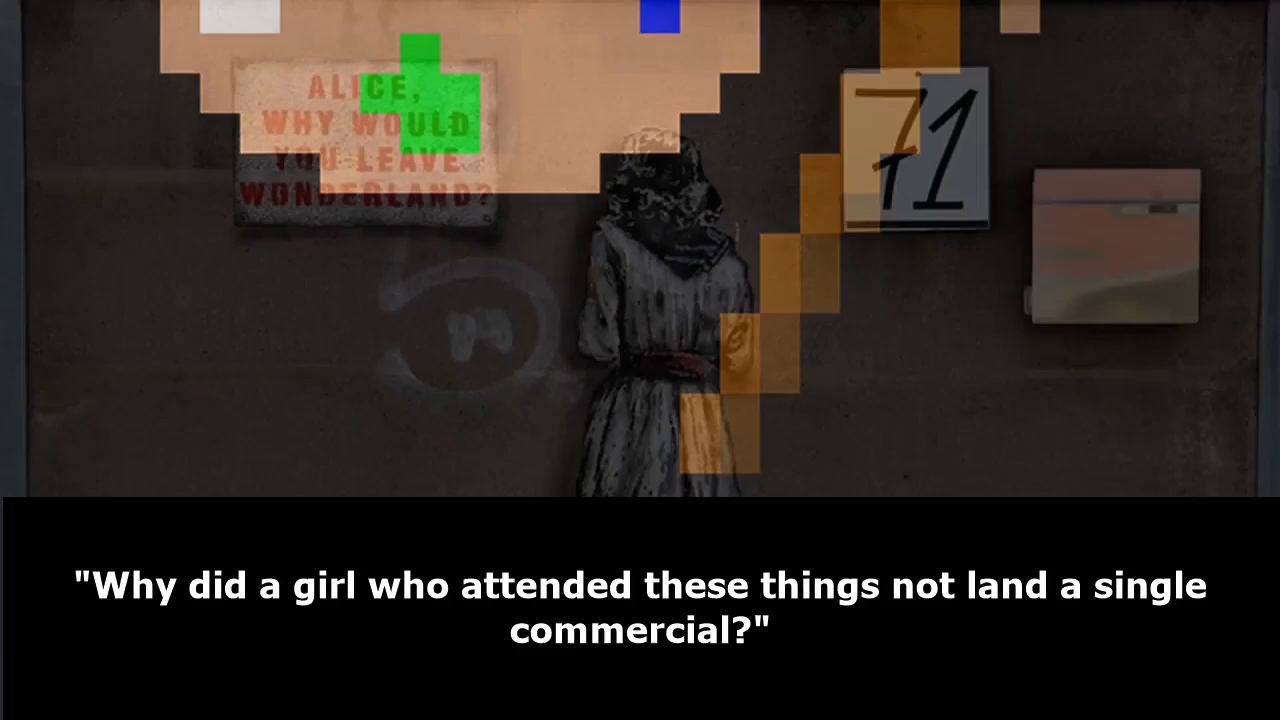 ALICE,
WHY WOULD
YOU LEAVE
WONDERLAND?
71
"Why did a girl who attended these things not land a single
commercial?"